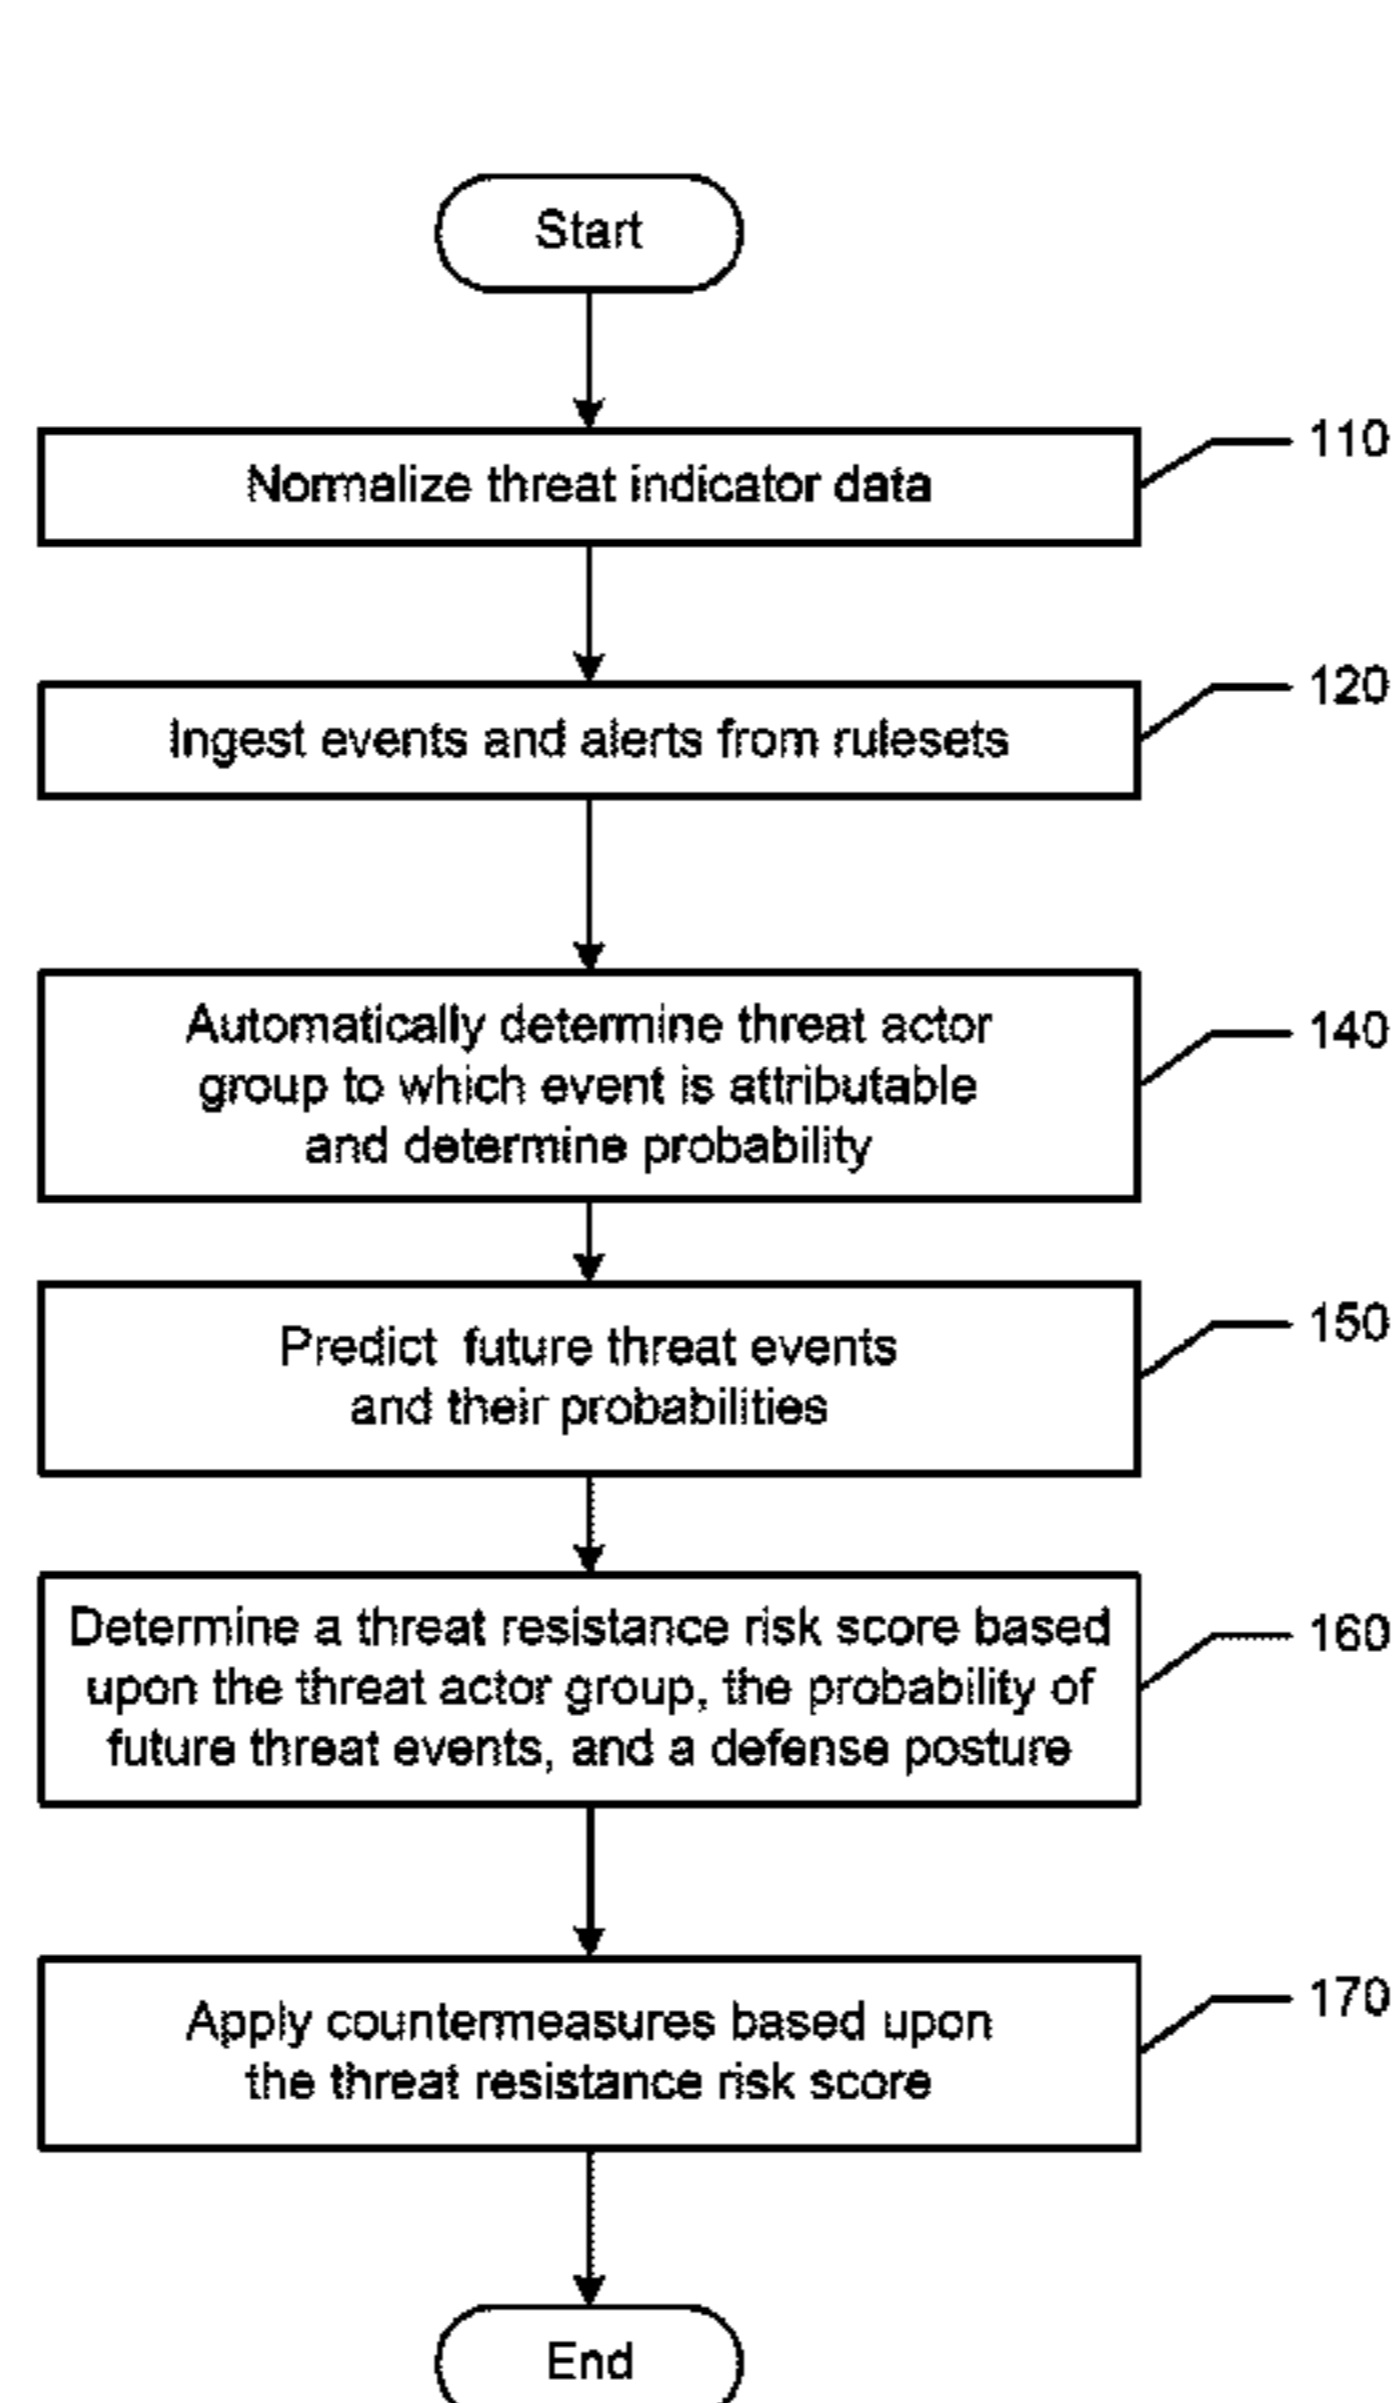 Start
Normalize threat indicator data
110
Ingest events and alerts from rulesets
120
Automatically determine threat actor
group to which event is attributable
and determine probability
140
Predict future threat events
and their probabilities
150
Determine a threat resistance risk score based
upon the threat actor group, the probability of
future threat events, and a defense posture
160
Apply countermeasures based upon
the threat resistance risk score
170
End